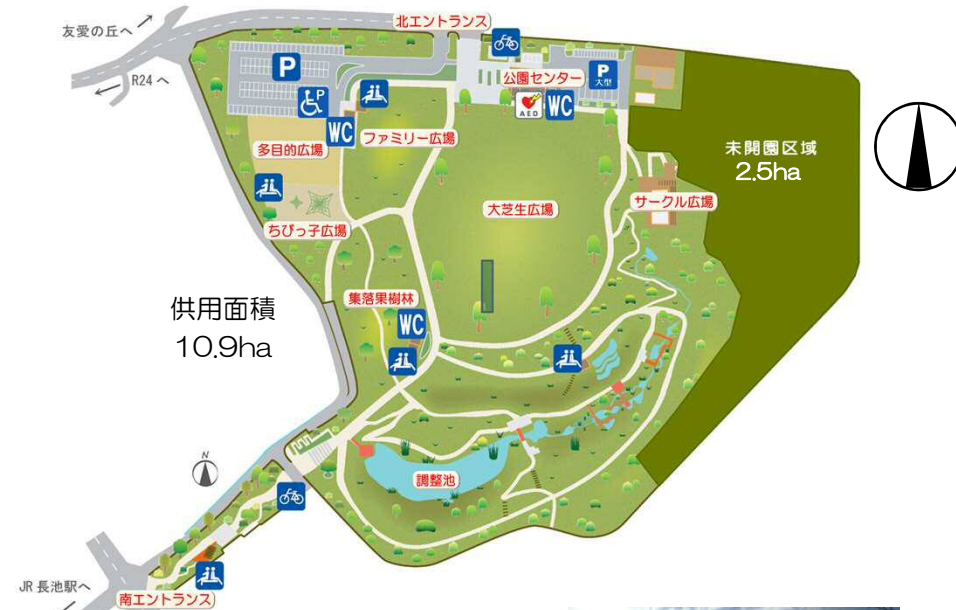 友愛の丘へ
北エントランス
R24 へ
P
P
大型
公園センター
P
AED
WC
WC
ファミリー広場
多目的広場
未開園区域
2.5ha
サークル広場
大芝生広場
ちびっ子広場
供用面積
10.9ha
集落果樹林
WC
N
調整池
JR 長池駅へ
南エントランス